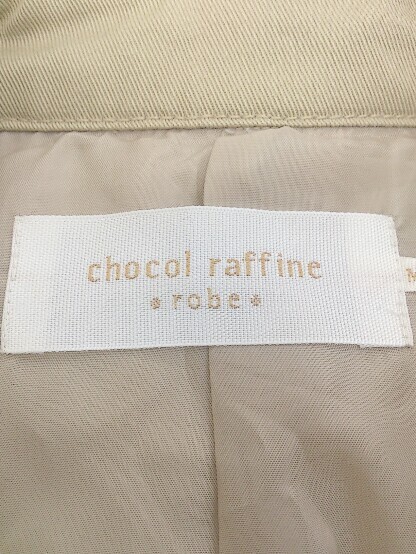 chocol raffine
*robe*
M